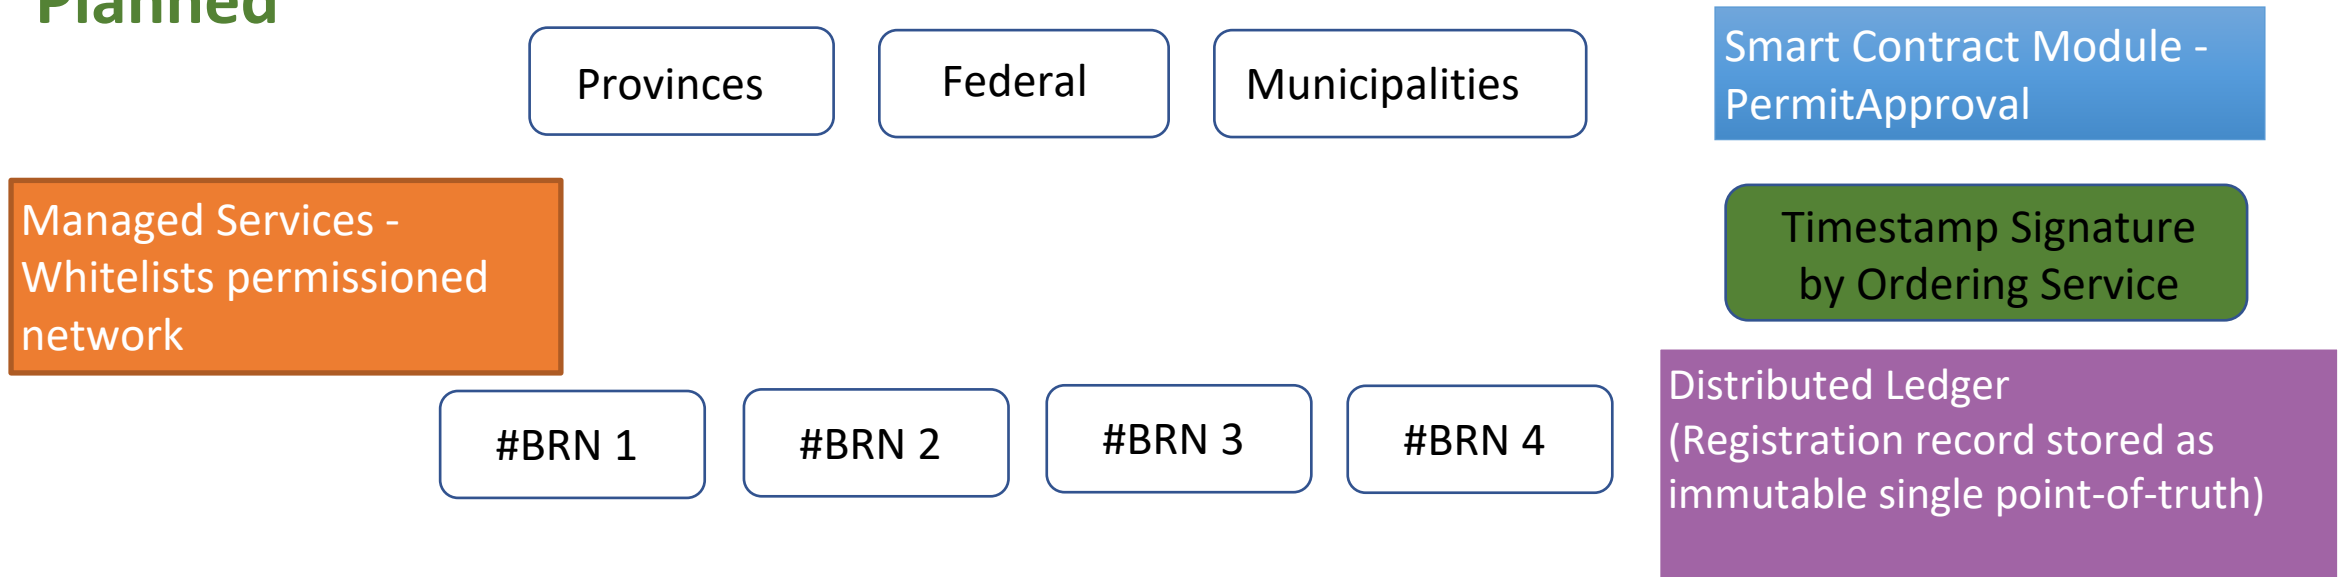 Planned
Provinces
Federal
Municipalities
Smart Contract Module -
PermitApproval
Managed Services -
Whitelists permissioned
network
Timestamp Signature
by Ordering Service
#BRN 1
#BRN 2
#BRN 3
#BRN 4
Distributed Ledger
(Registration record stored as
immutable single point-of-truth)